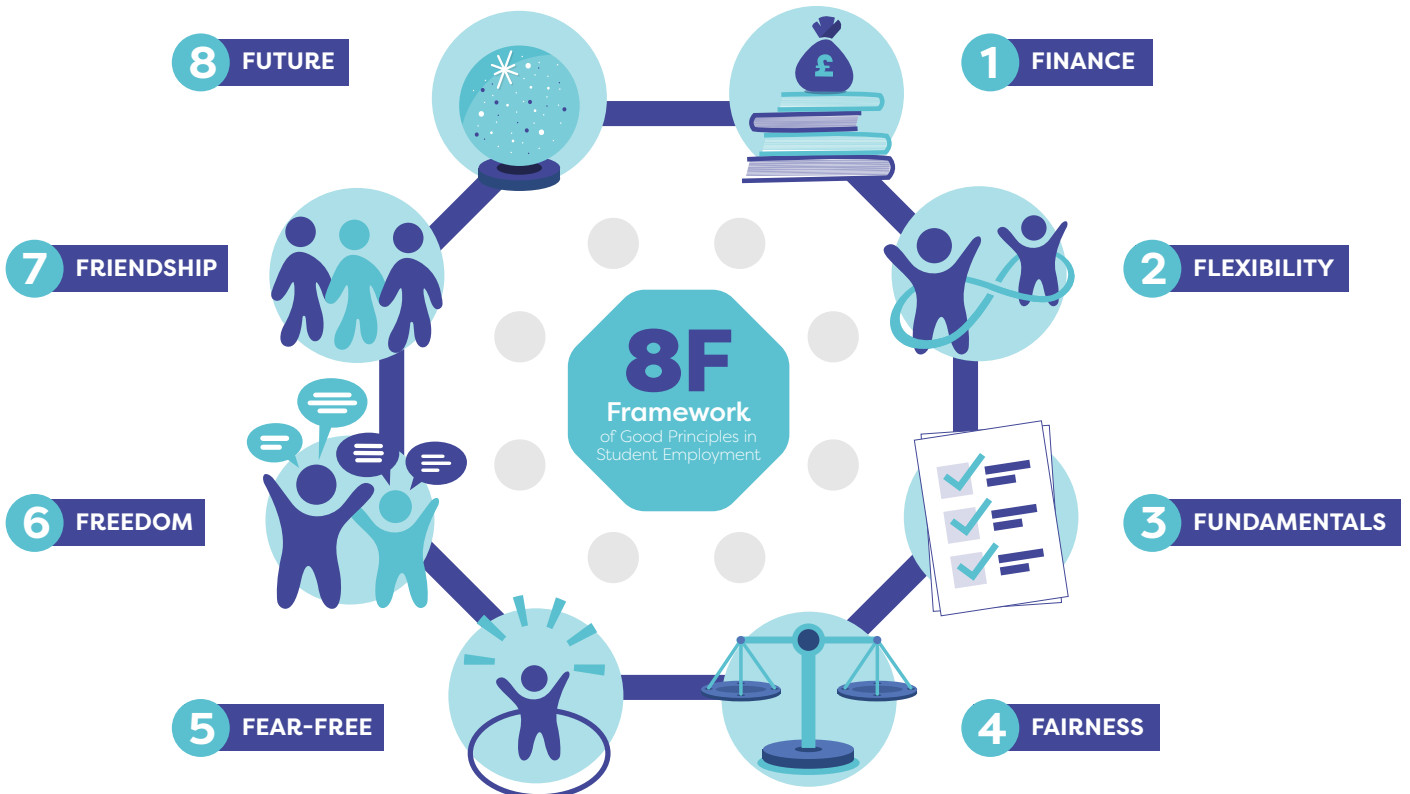 8 FUTURE
1 FINANCE
£
7 FRIENDSHIP
2 FLEXIBILITY
8F
Framework
of Good Principles in
Student Employment
6 FREEDOM
3 FUNDAMENTALS
5 FEAR-FREE
4 FAIRNESS